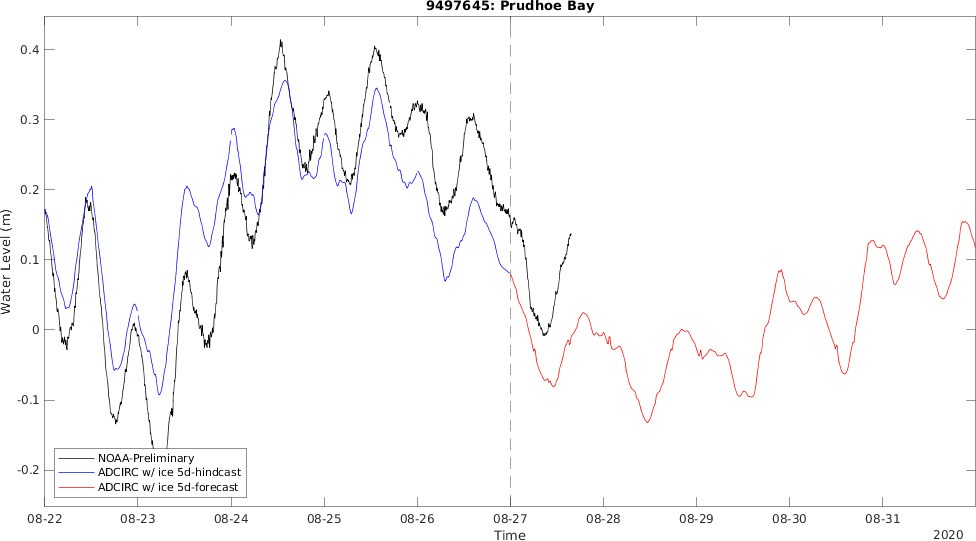 9497645: Prudhoe Bay
0.4
0.3
0.2
0.1
0
-0.1
-0.2
Water Level (m)
NOAA-Preliminary
ADCIRC w/ ice 5d-hindcast
ADCIRC w/ ice 5d-forecast
08-22 08-23 08-24 08-25 08-26 08-27 08-28 08-29 08-30 08-31
Time
2020